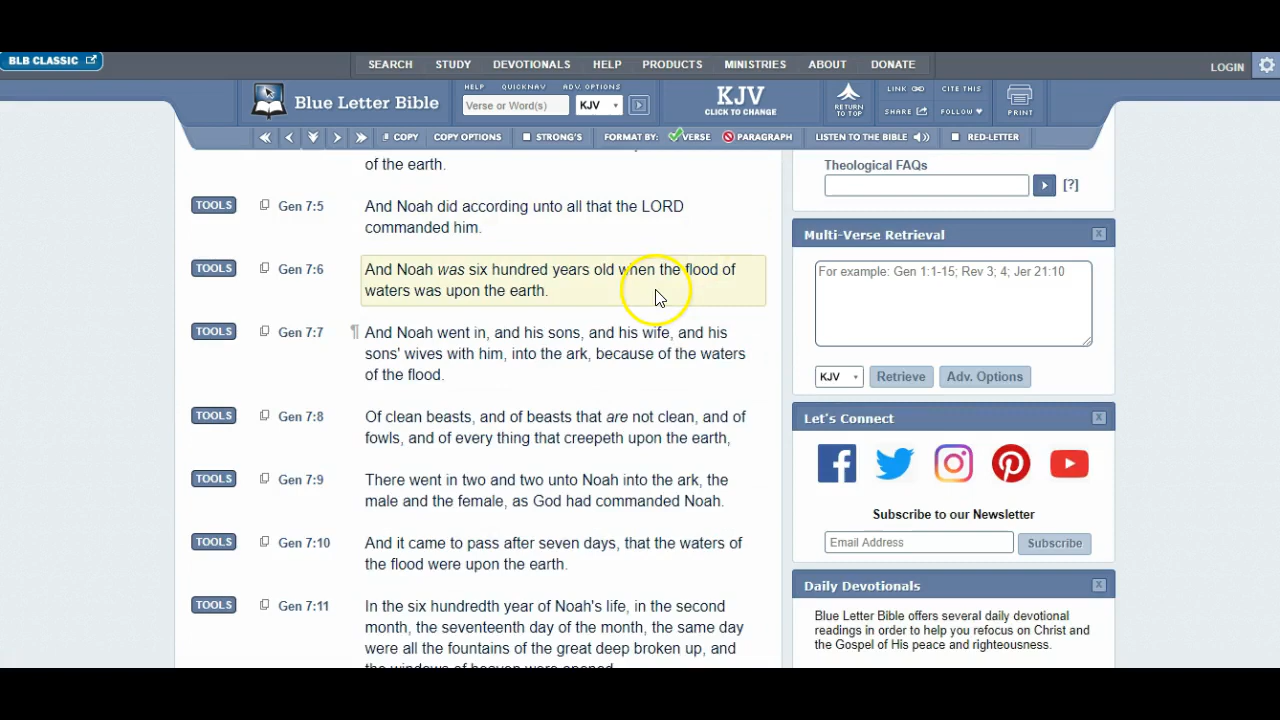 BLB CLASSIC
SEARCH STUDY DEVOTIONALS HELP PRODUCTS MINISTRIES ABOUT DONATE
LOGIN
Blue Letter Bible
HELP QUICKNAV ADV. OPTIONS
Verse or Word(s) KJV
KJV
CLICK TO CHANGE
RETURN
TO TOP
LINK CITE THIS
SHARE FOLLOW
PRINT
COPY COPY OPTIONS STRONG'S FORMAT BY: VERSE PARAGRAPH LISTEN TO THE BIBLE RED-LETTER
of the earth.
TOOLS Gen 7:5 And Noah did according unto all that the LORD
commanded him.
TOOLS Gen 7:6 And Noah was six hundred years old when the flood of
waters was upon the earth.
TOOLS Gen 7:7 ¶ And Noah went in, and his sons, and his wife, and his
sons' wives with him, into the ark, because of the waters
of the flood.
TOOLS Gen 7:8 Of clean beasts, and of beasts that are not clean, and of
fowls, and of every thing that creepeth upon the earth,
TOOLS Gen 7:9 There went in two and two unto Noah into the ark, the
male and the female, as God had commanded Noah.
TOOLS Gen 7:10 And it came to pass after seven days, that the waters of
the flood were upon the earth.
TOOLS Gen 7:11 In the six hundredth year of Noah's life, in the second
month, the seventeenth day of the month, the same day
were all the fountains of the great deep broken up, and
the windows of heaven were opened.
Theological FAQs
[?]
Multi-Verse Retrieval
For example: Gen 1:1-15; Rev 3; 4; Jer 21:10
KJV Retrieve Adv. Options
Let's Connect
Subscribe to our Newsletter
Email Address Subscribe
Daily Devotionals
Blue Letter Bible offers several daily devotional
readings in order to help you refocus on Christ and
the Gospel of His peace and righteousness.